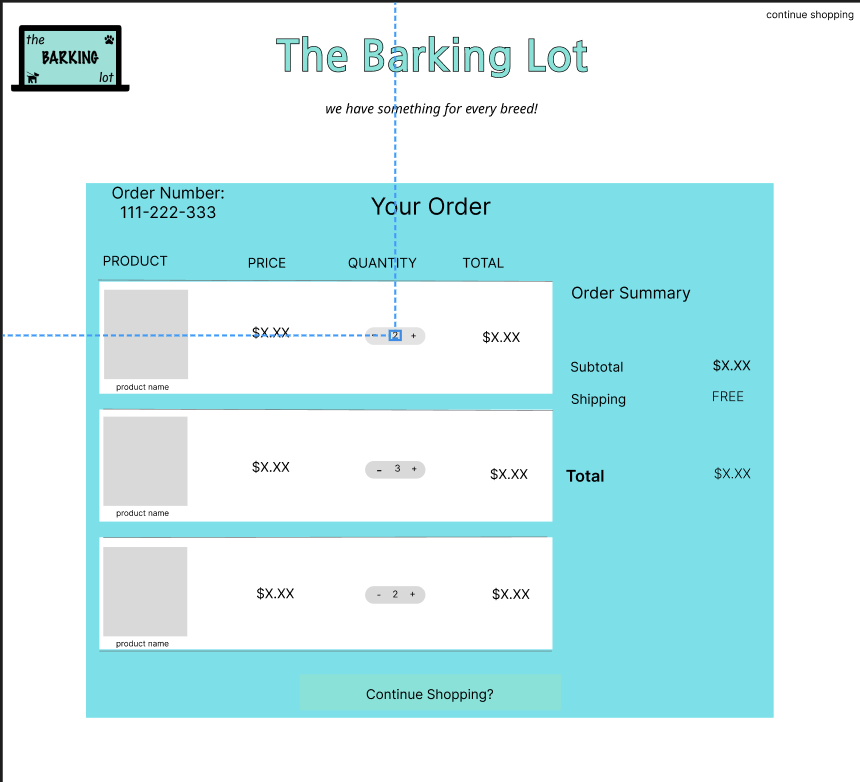 continue shopping
the
BARKING
lot
The Barking Lot
we have something for every breed!
Order Number:
111-222-333
Your Order
PRODUCT PRICE QUANTITY TOTAL
$X.XX - 2 + $X.XX
product name
$X.XX - 3 + $X.XX
product name
$X.XX - 2 + $X.XX
product name
Order Summary
Subtotal $X.XX
Shipping FREE
Total $X.XX
Continue Shopping?